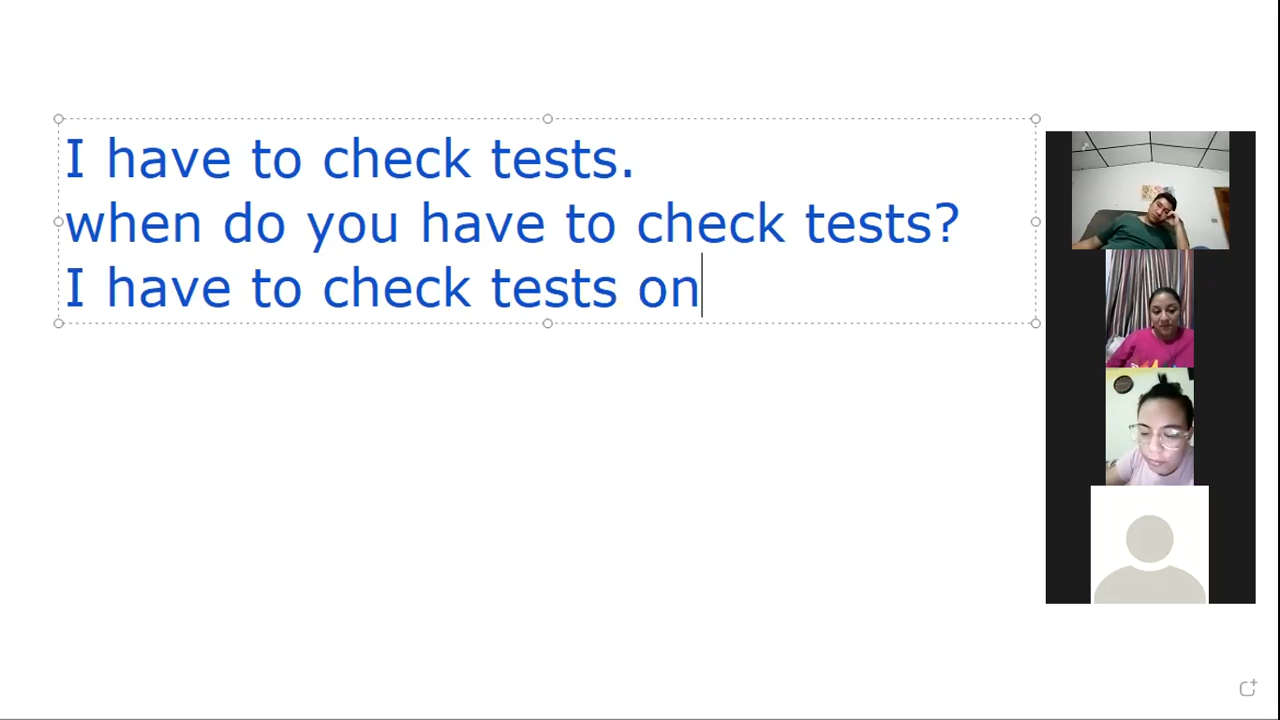 I have to check tests.
when do you have to check tests?
I have to check tests on